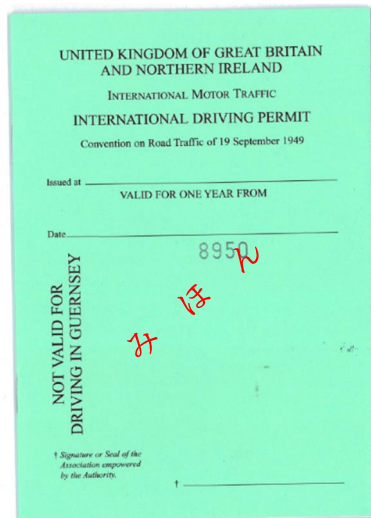 UNITED KINGDOM OF GREAT BRITAIN
AND NORTHERN IRELAND
INTERNATIONAL MOTOR TRAFFIC
INTERNATIONAL DRIVING PERMIT
Convention on Road Traffic of 19 September 1949
Issued at
VALID FOR ONE YEAR FROM
Date
8950
みほん
NOT VALID FOR
DRIVING IN GUERNSEY
† Signature or Seal of the
Association empowered
by the Authority.
†